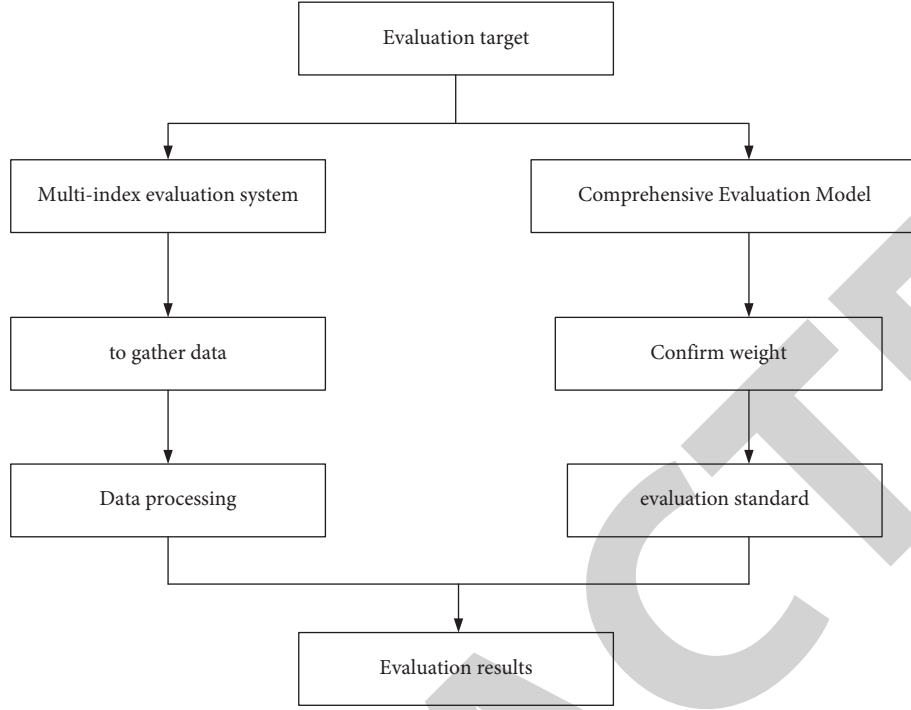 Evaluation target
Multi-index evaluation system
Comprehensive Evaluation Model
to gather data
Confirm weight
Data processing
evaluation standard
Evaluation results